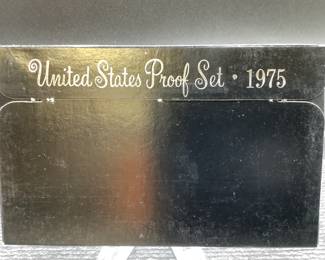 United States Proof Set · 1975